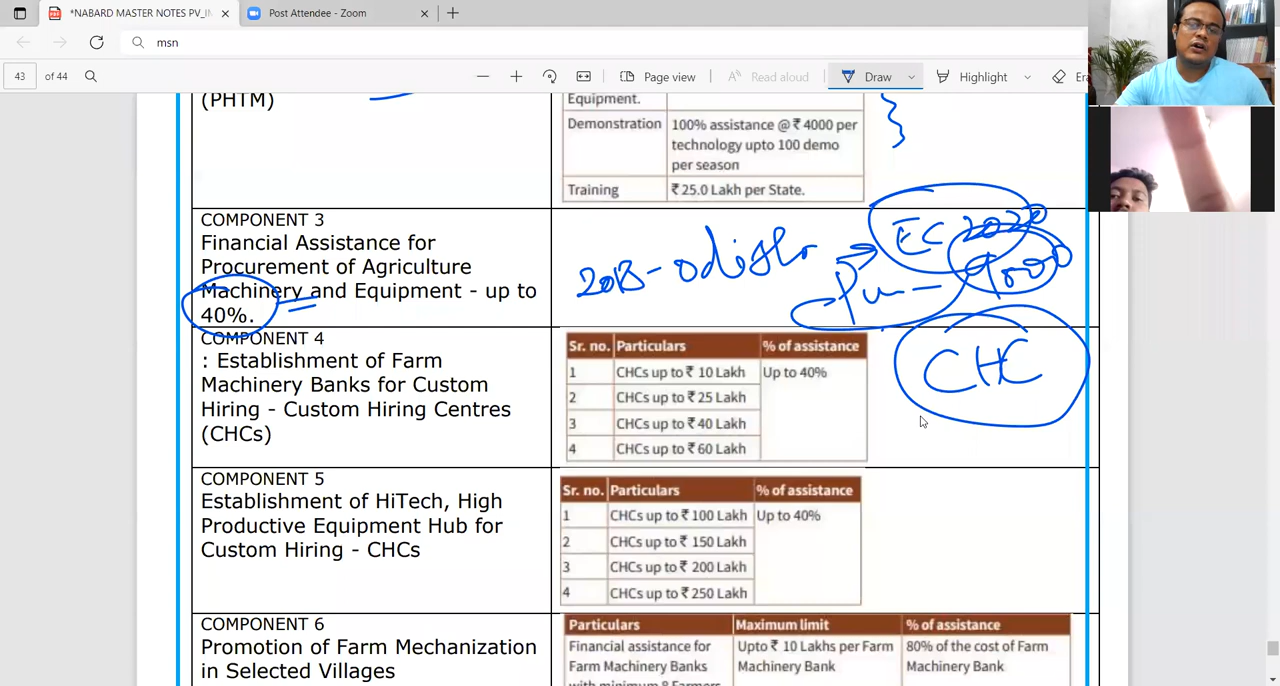 *NABARD MASTER NOTES PV_IN
Post Attendee - Zoom
msn
43 of 44
Page view
Read aloud
Draw
Highlight
Era
(PHTM)
Equipment.
Demonstration 100% assistance @ ₹ 4000 per
technology upto 100 demo
per season
Training ₹ 25.0 Lakh per State.
COMPONENT 3
Financial Assistance for
Procurement of Agriculture
Machinery and Equipment - up to
40%.
EC 2020
COMPONENT 4
: Establishment of Farm
Machinery Banks for Custom
Hiring - Custom Hiring Centres
(CHCs)
Sr. no. Particulars % of assistance
1 CHCs up to ₹ 10 Lakh Up to 40%
2 CHCs up to ₹ 25 Lakh
3 CHCs up to ₹ 40 Lakh
4 CHCs up to ₹ 60 Lakh
CHC
COMPONENT 5
Establishment of HiTech, High
Productive Equipment Hub for
Custom Hiring - CHCs
Sr. no. Particulars % of assistance
1 CHCs up to ₹ 100 Lakh Up to 40%
2 CHCs up to ₹ 150 Lakh
3 CHCs up to ₹ 200 Lakh
4 CHCs up to ₹ 250 Lakh
COMPONENT 6
Promotion of Farm Mechanization
in Selected Villages
Particulars Maximum limit % of assistance
Financial assistance for Upto ₹ 10 Lakhs per Farm 80% of the cost of Farm
Farm Machinery Banks Machinery Bank Machinery Bank
with minimum 8 Farmers